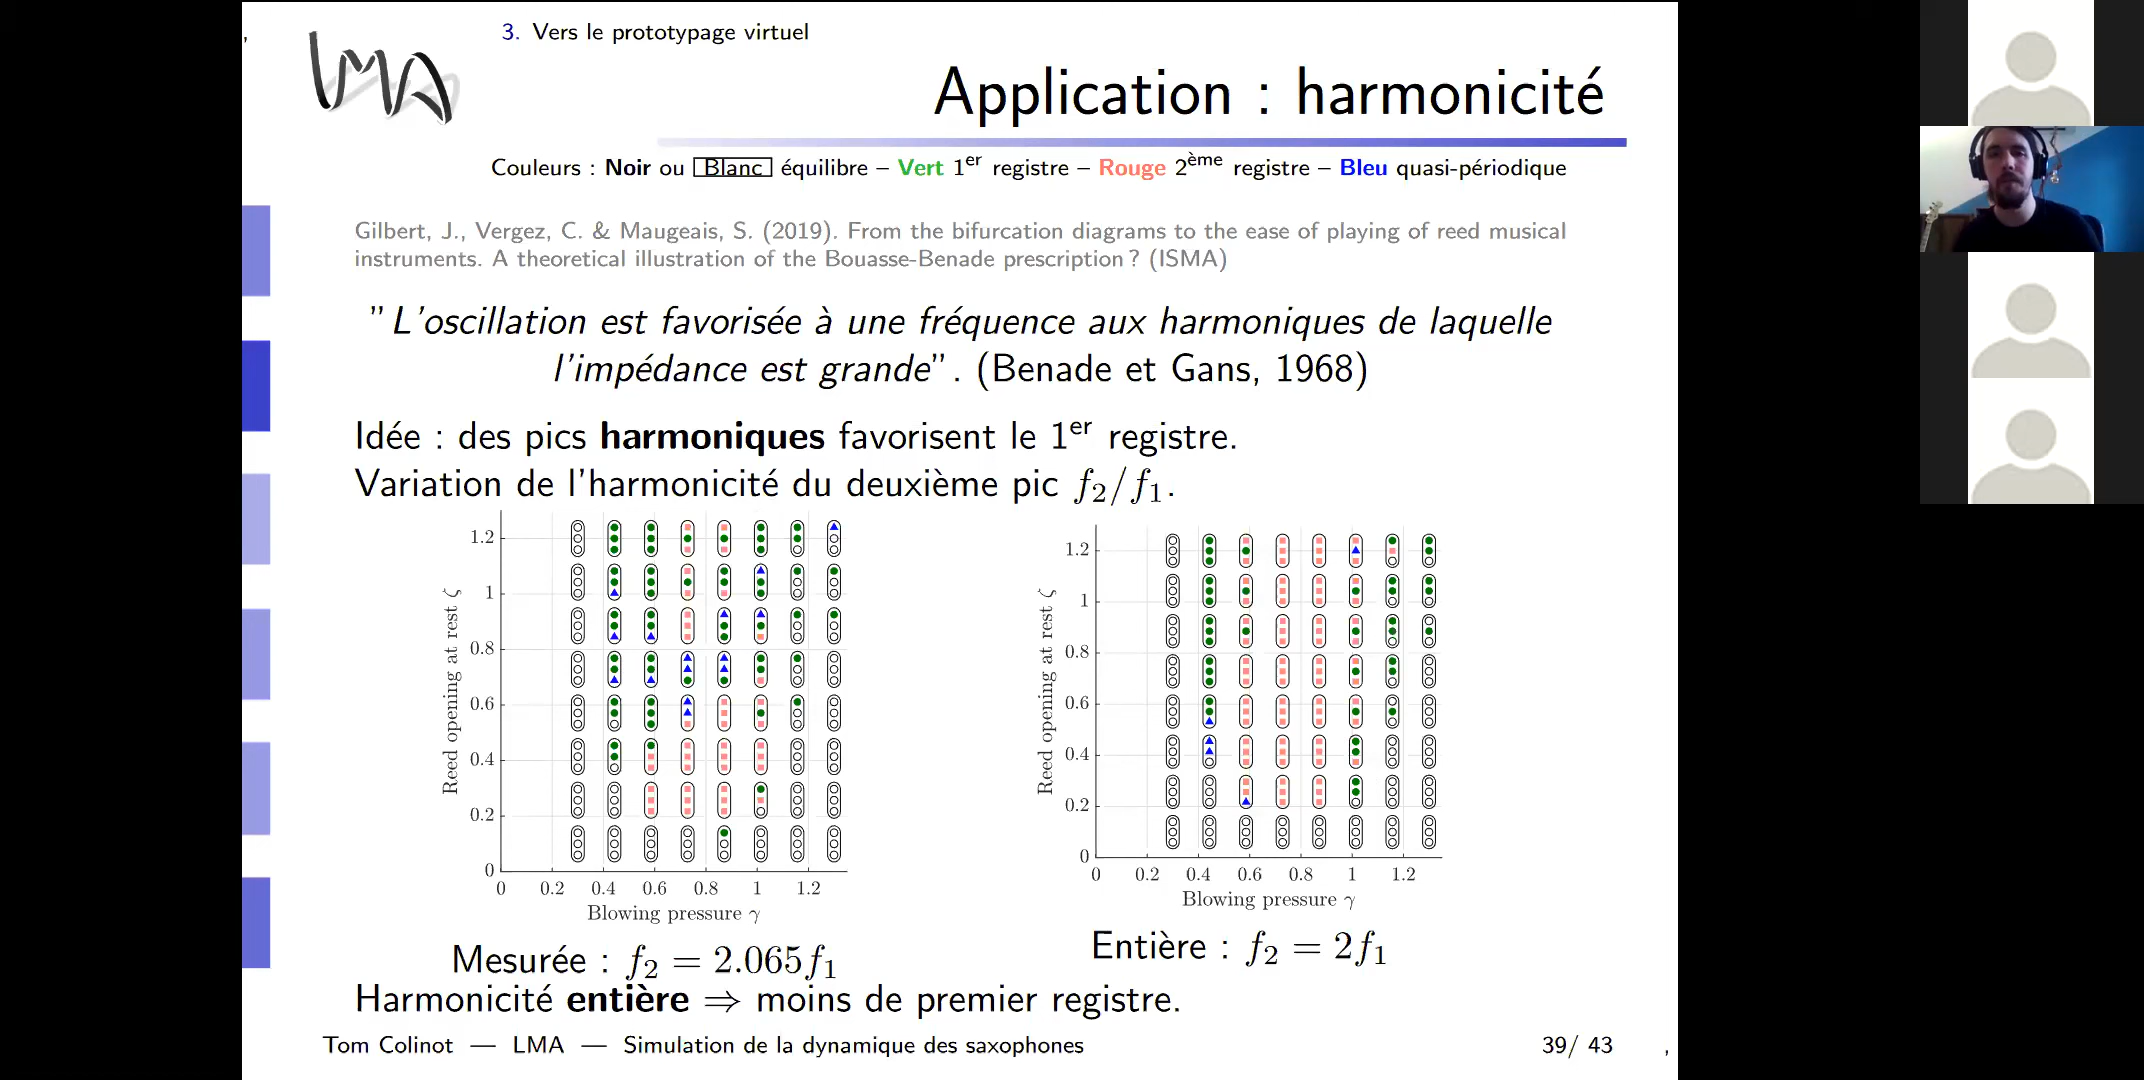 3. Vers le prototypage virtuel
LMA
Application : harmonicité
Couleurs : Noir ou Blanc équilibre – Vert 1er registre – Rouge 2ème registre – Bleu quasi-périodique
Gilbert, J., Vergez, C. & Maugeais, S. (2019). From the bifurcation diagrams to the ease of playing of reed musical
instruments. A theoretical illustration of the Bouasse-Benade prescription ? (ISMA)
"L'oscillation est favorisée à une fréquence aux harmoniques de laquelle
l'impédance est grande". (Benade et Gans, 1968)
Idée : des pics harmoniques favorisent le 1er registre.
Variation de l'harmonicité du deuxième pic f2/f1.
Reed opening at rest ζ
1.2
1
0.8
0.6
0.4
0.2
0
0 0.2 0.4 0.6 0.8 1 1.2
Blowing pressure γ
Mesurée : f2 = 2.065f1
Reed opening at rest ζ
1.2
1
0.8
0.6
0.4
0.2
0
0 0.2 0.4 0.6 0.8 1 1.2
Blowing pressure γ
Entière : f2 = 2f1
Harmonicité entière ⇒ moins de premier registre.
Tom Colinot — LMA — Simulation de la dynamique des saxophones
39/ 43